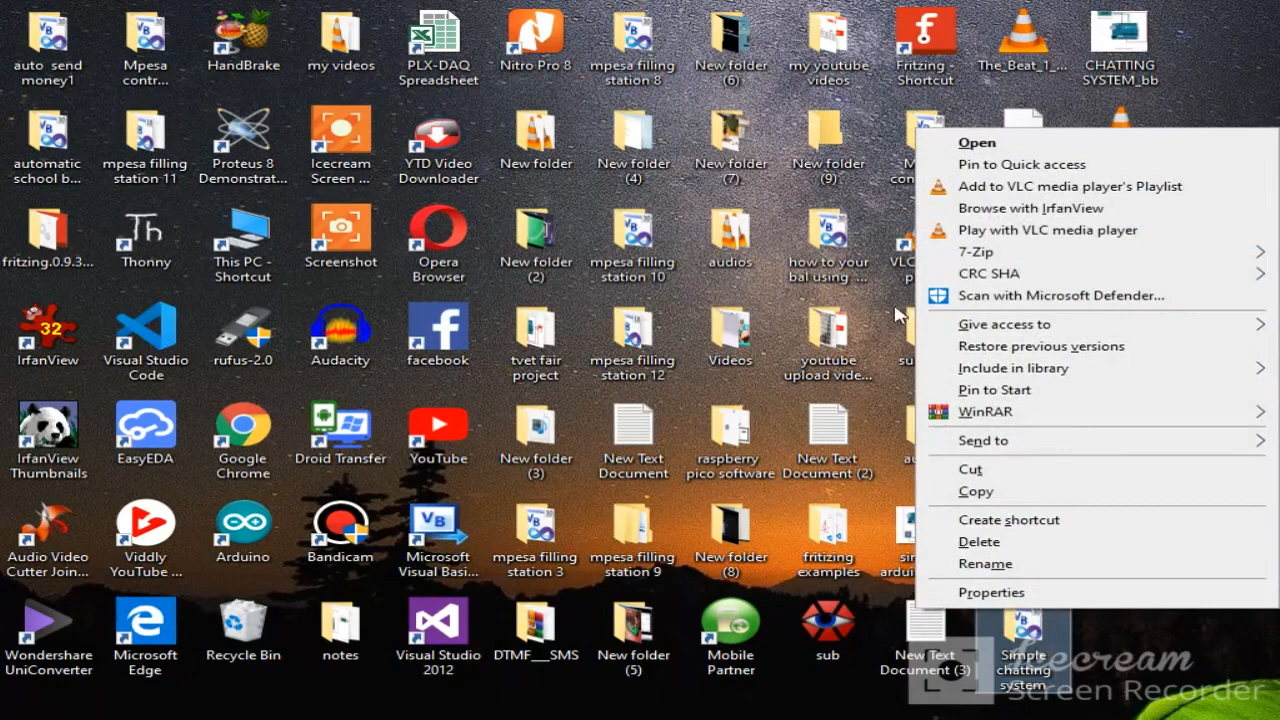 auto send
money1
Mpesa
contr...
HandBrake
my videos
PLX-DAQ
Spreadsheet
Nitro Pro 8
mpesa filling
station 8
New folder
(6)
my youtube
videos
Fritzing -
Shortcut
The_Beat_1_...
CHATTING
SYSTEM_bb
automatic
school b...
mpesa filling
station 11
Proteus 8
Demonstrat...
Icecream
Screen ...
YTD Video
Downloader
New folder
New folder
(4)
New folder
(7)
New folder
(9)
fritzing.0.9.3...
Thonny
This PC -
Shortcut
Screenshot
Opera
Browser
New folder
(2)
mpesa filling
station 10
audios
how to your
bal using ...
IrfanView
Visual Studio
Code
rufus-2.0
Audacity
facebook
tvet fair
project
mpesa filling
station 12
Videos
youtube
upload vide...
IrfanView
Thumbnails
EasyEDA
Google
Chrome
Droid Transfer
YouTube
New folder
(3)
New Text
Document
raspberry
pico software
New Text
Document (2)
Audio Video
Cutter Join...
Viddly
YouTube ...
Arduino
Bandicam
Microsoft
Visual Basi...
mpesa filling
station 3
mpesa filling
station 9
New folder
(8)
fritizing
examples
Wondershare
UniConverter
Microsoft
Edge
Recycle Bin
notes
Visual Studio
2012
DTMF___SMS
New folder
(5)
Mobile
Partner
sub
New Text
Document (3)
Simple
chatting
system
Open
Pin to Quick access
Add to VLC media player's Playlist
Browse with IrfanView
Play with VLC media player
7-Zip
CRC SHA
Scan with Microsoft Defender...
Give access to
Restore previous versions
Include in library
Pin to Start
WinRAR
Send to
Cut
Copy
Create shortcut
Delete
Rename
Properties
Icecream
Screen Recorder